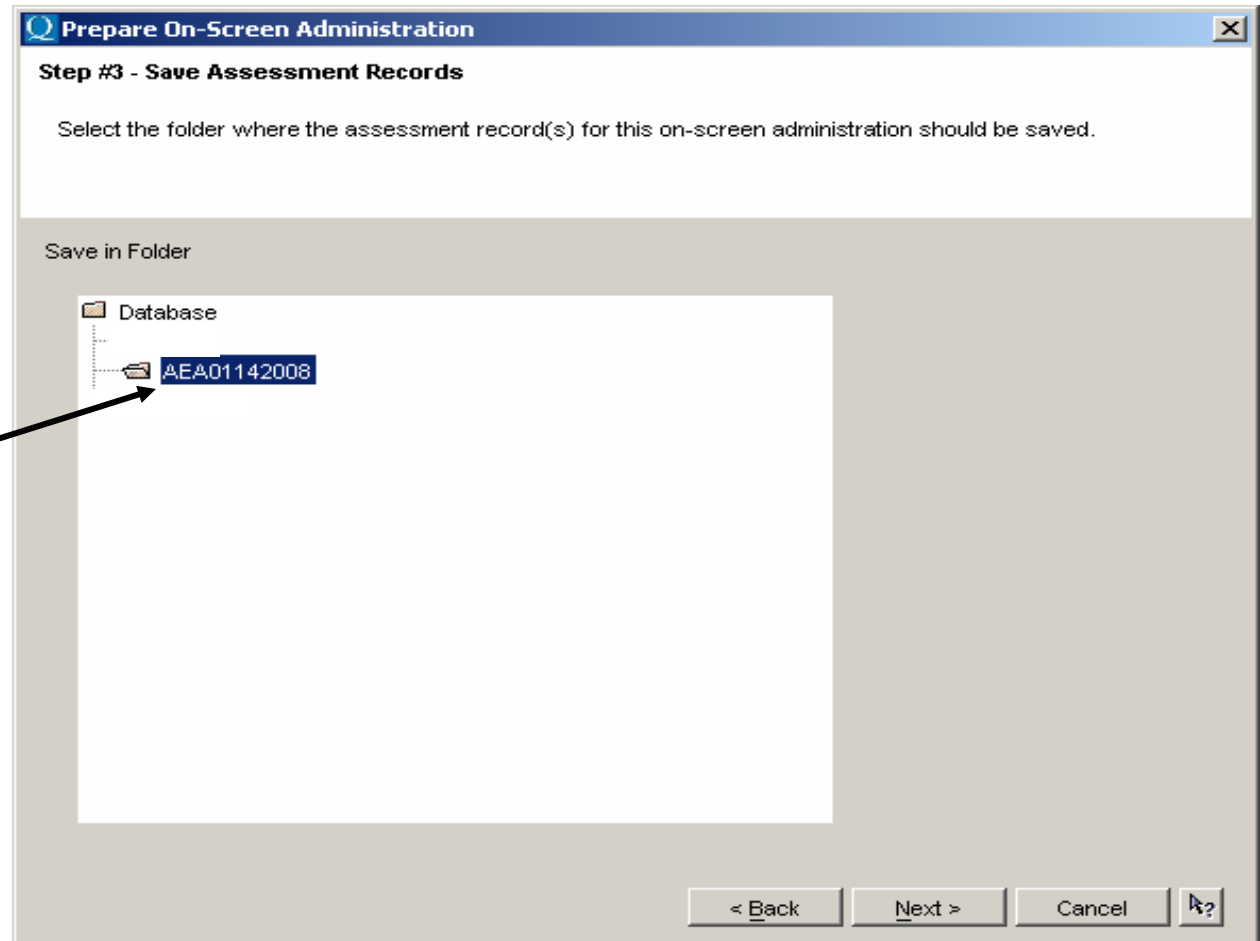 Prepare On-Screen Administration
Step #3 - Save Assessment Records
Select the folder where the assessment record(s) for this on-screen administration should be saved.
Save in Folder
Database
AEA01142008
< Back Next > Cancel